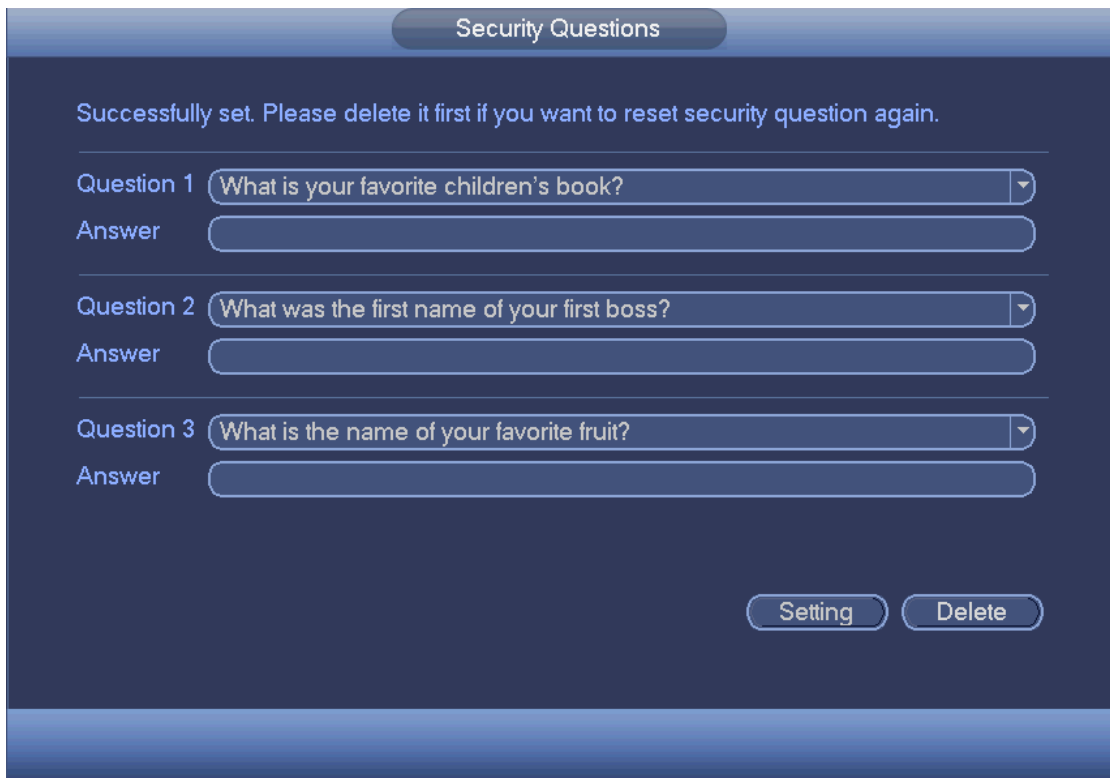 Security Questions
Successfully set. Please delete it first if you want to reset security question again.
Question 1 What is your favorite children's book?
Answer
Question 2 What was the first name of your first boss?
Answer
Question 3 What is the name of your favorite fruit?
Answer
Setting Delete